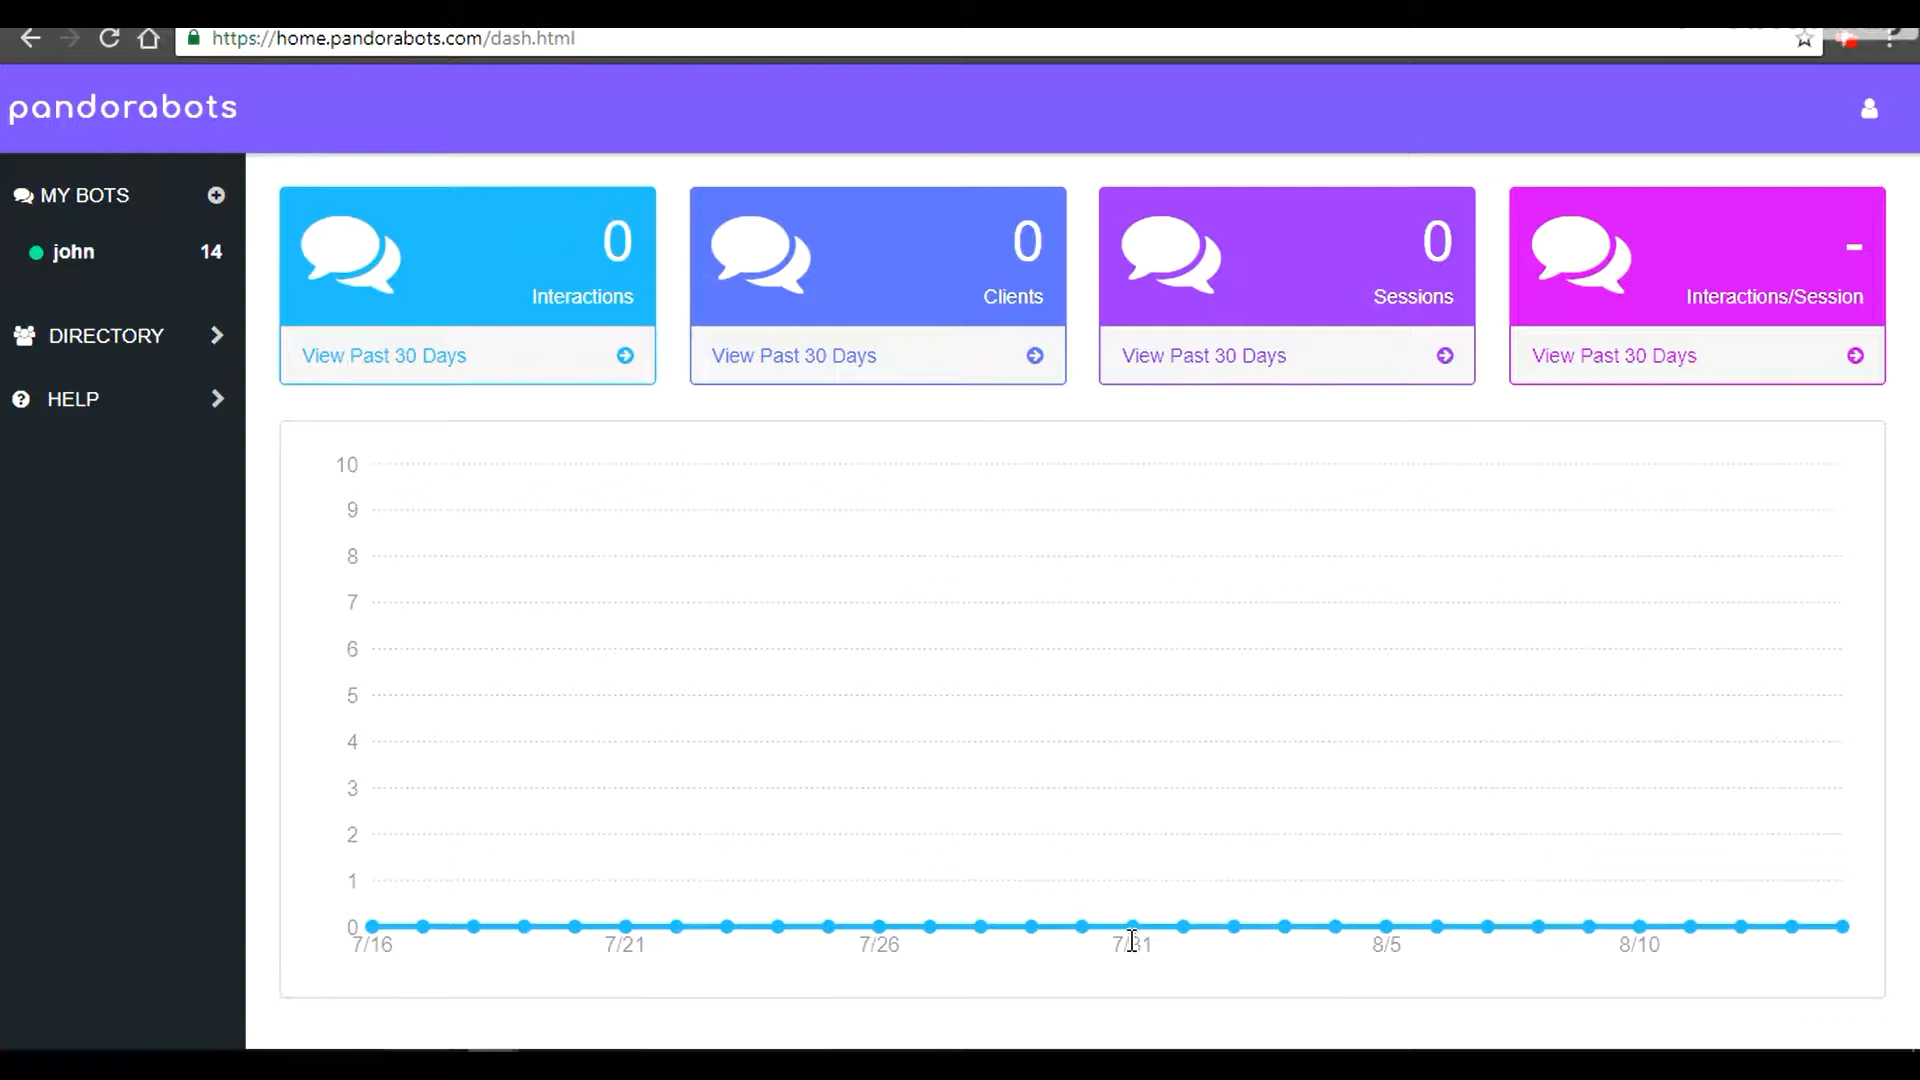 https://home.pandorabots.com/dash.html
pandorabots
MY BOTS
john 14
DIRECTORY
HELP
0
Interactions
View Past 30 Days
0
Clients
View Past 30 Days
0
Sessions
View Past 30 Days
-
Interactions/Session
View Past 30 Days
10
9
8
7
6
5
4
3
2
1
0
7/16 7/21 7/26 7/31 8/5 8/10